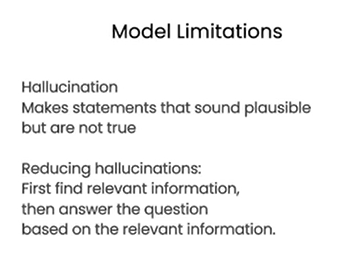 Model Limitations
Hallucination
Makes statements that sound plausible
but are not true
Reducing hallucinations:
First find relevant information,
then answer the question
based on the relevant information.